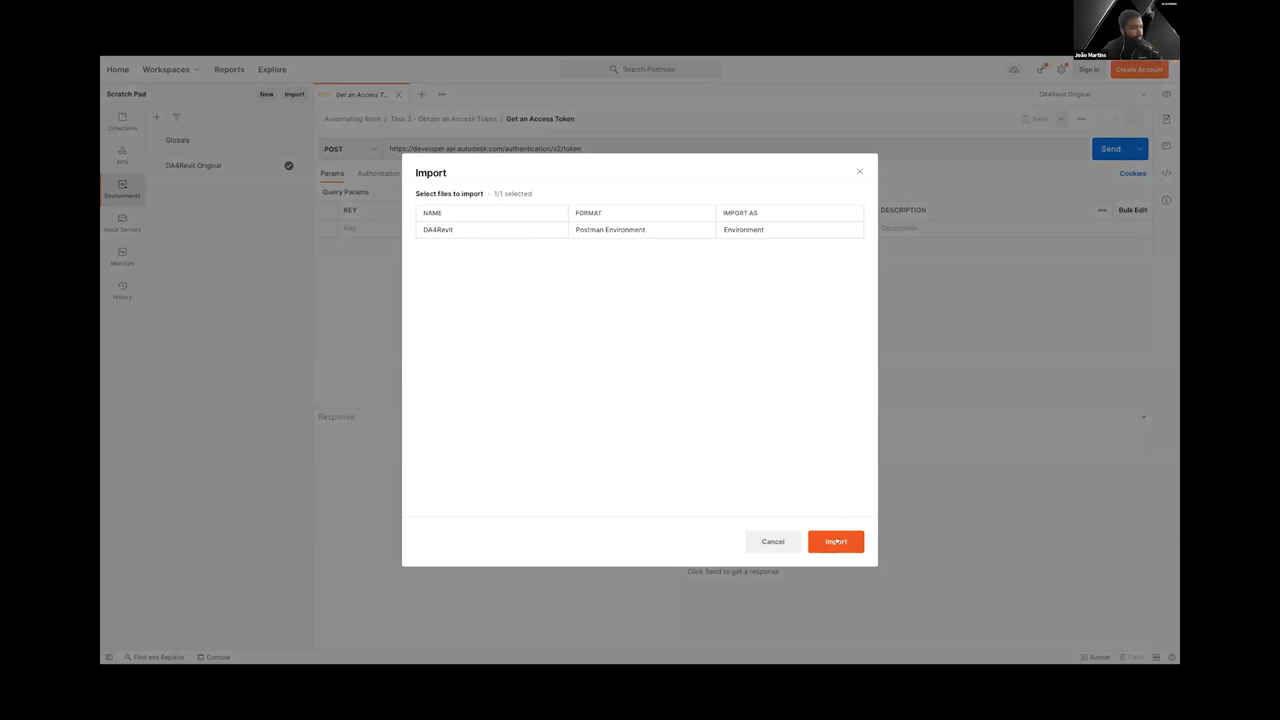 João Martins
Home Workspaces Reports Explore Search Postman Sign In Create Account
Scratch Pad New Import Get an Access T... DA4Revit Original
Collections
Globals
Automating Revit / Task 2 - Obtain an Access Token / Get an Access Token Save
APIs
POST https://developer.api.autodesk.com/authentication/v2/token Send
DA4Revit Original
Params Authorization Cookies
Environments
Query Params
KEY DESCRIPTION Bulk Edit
Key Description
Mock Servers
Monitors
History
Import
Select files to import · 1/1 selected
NAME FORMAT IMPORT AS
DA4Revit Postman Environment Environment
Response
Cancel Import
Click Send to get a response
Find and Replace Console Runner Trash